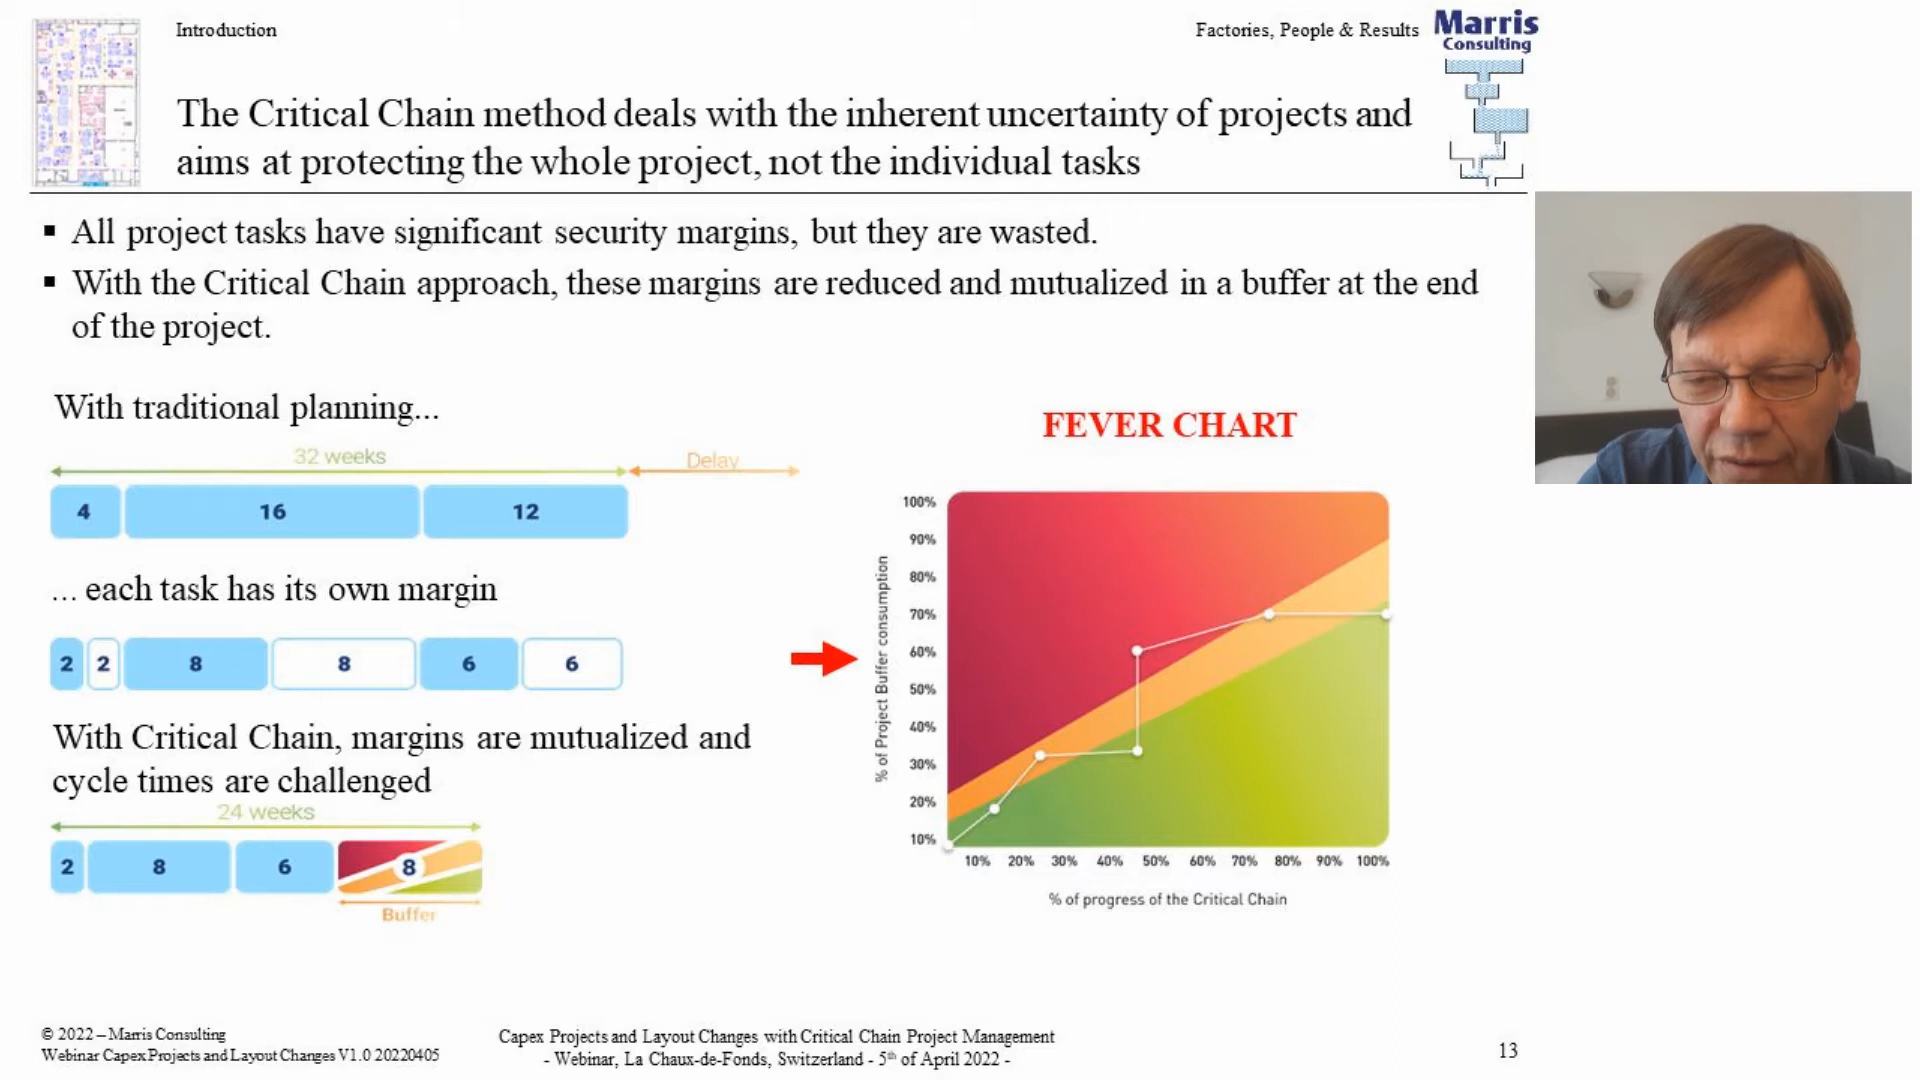 Introduction
Factories, People & Results
Marris
Consulting
The Critical Chain method deals with the inherent uncertainty of projects and
aims at protecting the whole project, not the individual tasks
▪ All project tasks have significant security margins, but they are wasted.
▪ With the Critical Chain approach, these margins are reduced and mutualized in a buffer at the end
of the project.
With traditional planning...
32 weeks
Delay
4 16 12
... each task has its own margin
2 2 8 8 6 6
With Critical Chain, margins are mutualized and
cycle times are challenged
24 weeks
2 8 6 8
Buffer
FEVER CHART
% of Project Buffer consumption
100%
90%
80%
70%
60%
50%
40%
30%
20%
10%
10% 20% 30% 40% 50% 60% 70% 80% 90% 100%
% of progress of the Critical Chain
© 2022 – Marris Consulting
Webinar Capex Projects and Layout Changes V1.0 20220405
Capex Projects and Layout Changes with Critical Chain Project Management
- Webinar, La Chaux-de-Fonds, Switzerland - 5th of April 2022 -
13